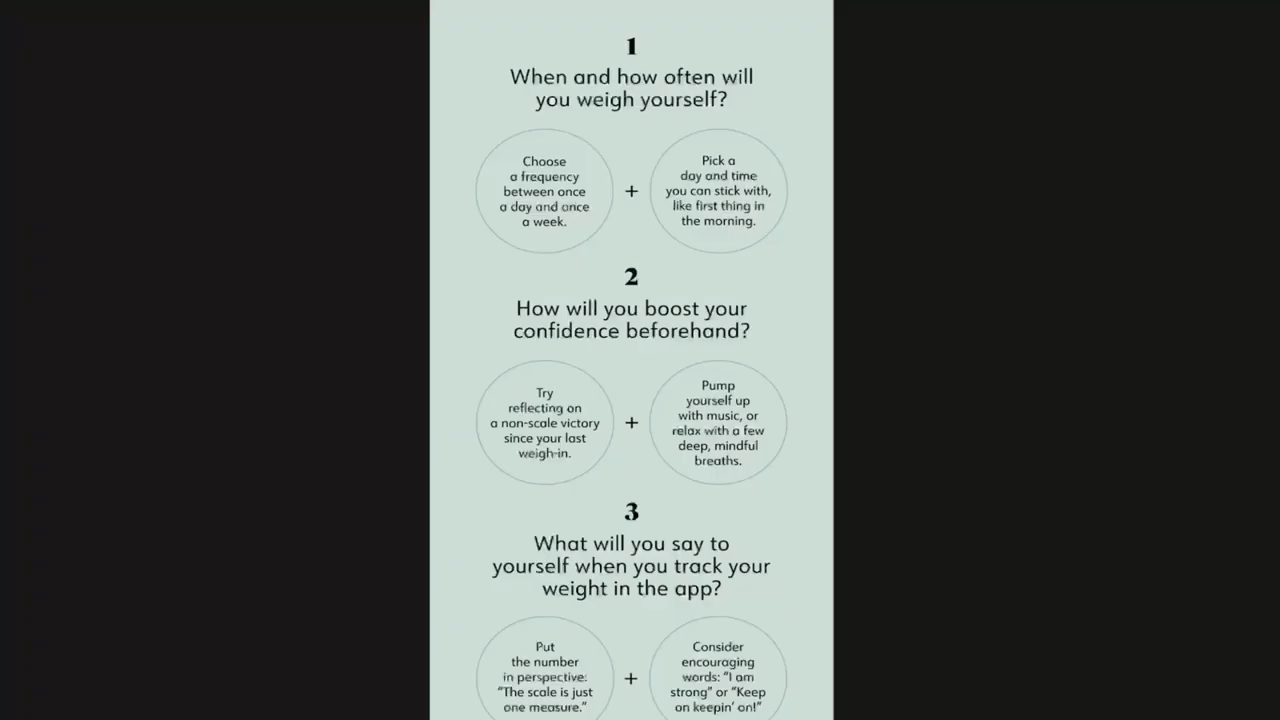 1
When and how often will
you weigh yourself?
Choose
a frequency
between once
a day and once
a week.
+
Pick a
day and time
you can stick with,
like first thing in
the morning.
2
How will you boost your
confidence beforehand?
Try
reflecting on
a non-scale victory
since your last
weigh-in.
+
Pump
yourself up
with music, or
relax with a few
deep, mindful
breaths.
3
What will you say to
yourself when you track your
weight in the app?
Put
the number
in perspective:
“The scale is just
one measure.”
+
Consider
encouraging
words: “I am
strong” or “Keep
on keepin’ on!”